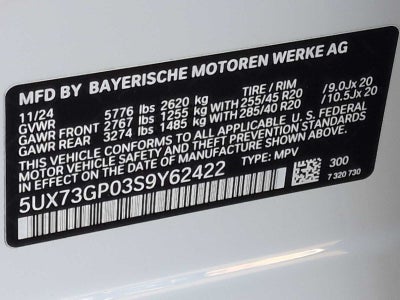 MFD BY BAYERISCHE MOTOREN WERKE AG
11/24 TIRE / RIM
GVWR 5776 lbs 2620 kg
GAWR FRONT 2767 lbs 1255 kg WITH 255/45 R20 /9.0Jx 20
GAWR REAR 3274 lbs 1485 kg WITH 285/40 R20 /10.5Jx 20
THIS VEHICLE CONFORMS TO ALL APPLICABLE U. S. FEDERAL
MOTOR VEHICLE SAFETY AND THEFT PREVENTION STANDARDS
IN EFFECT ON THE DATE OF MANUFACTURE SHOWN ABOVE.
5UX73GP03S9Y62422 TYPE: MPV
300
7 320 730